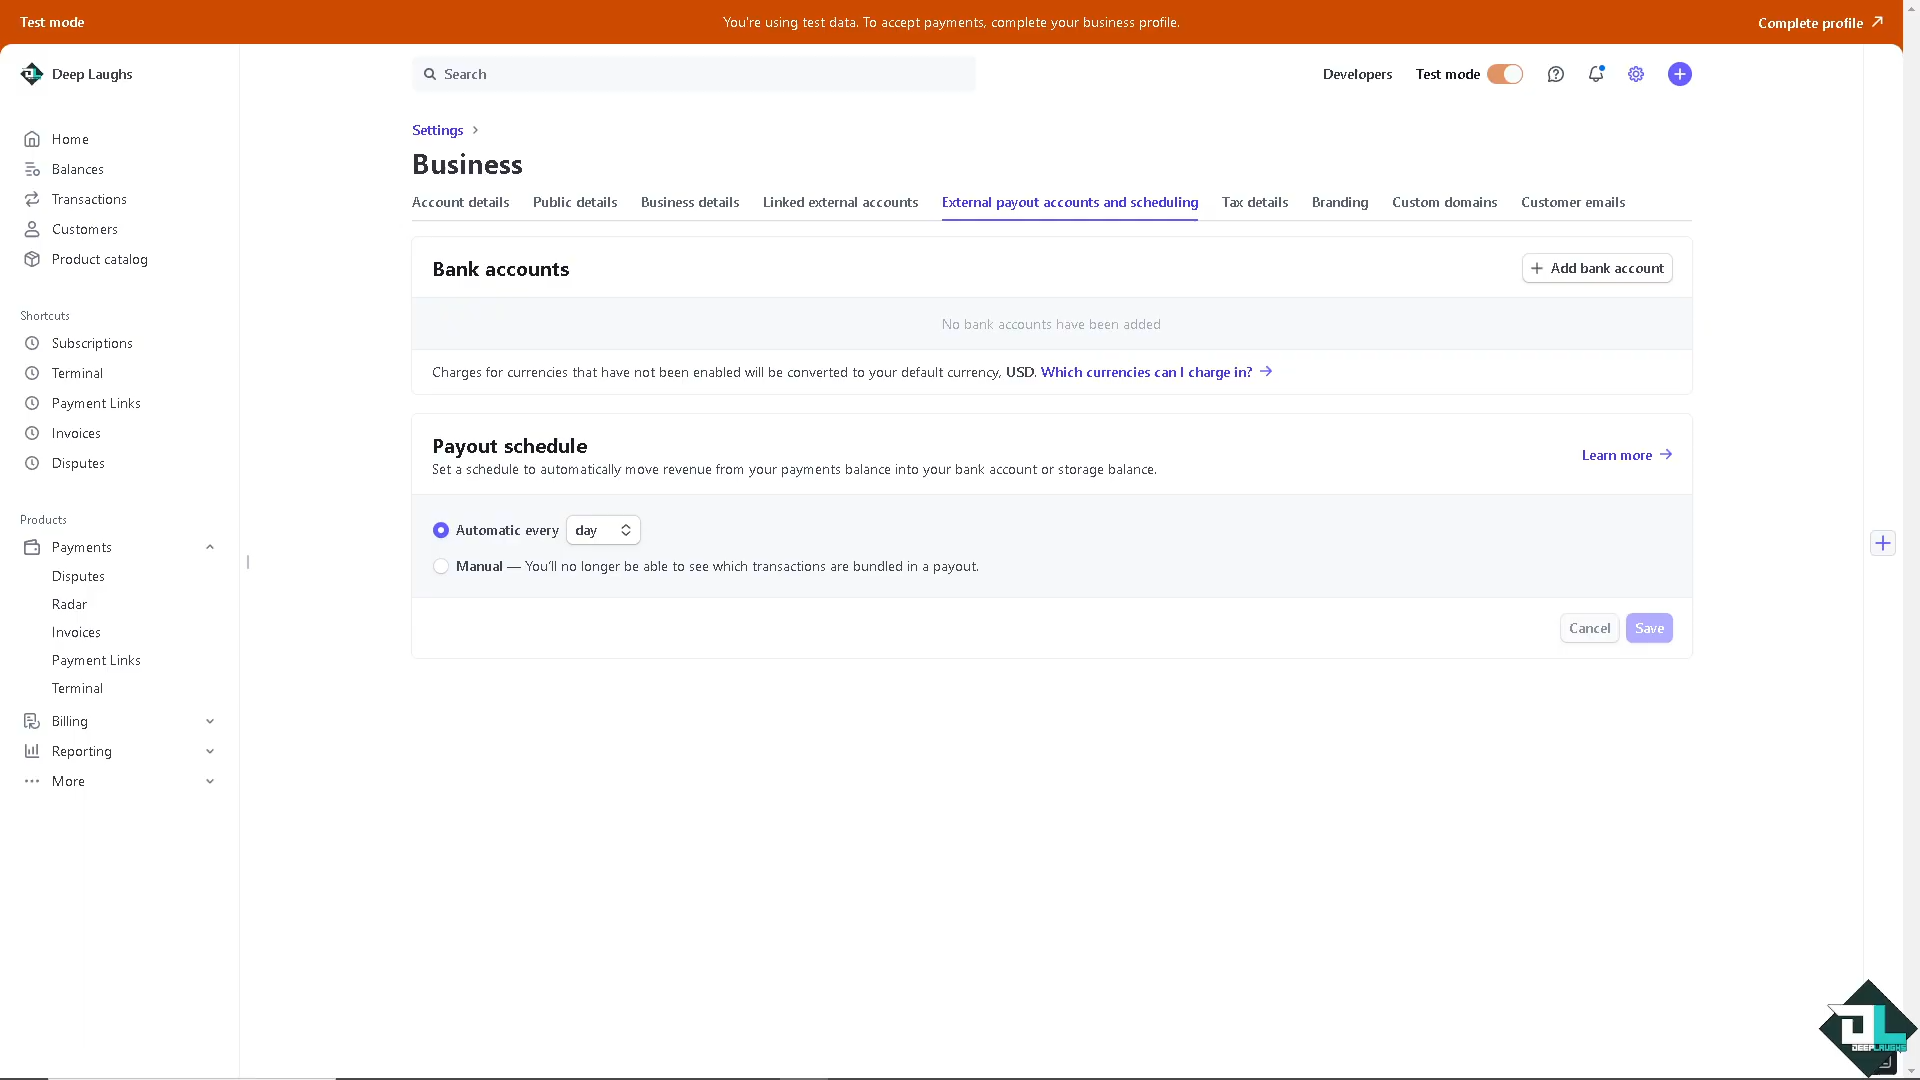 Test mode
You're using test data. To accept payments, complete your business profile.
Complete profile
Deep Laughs
Search
Developers
Test mode
Home
Balances
Transactions
Customers
Product catalog
Shortcuts
Subscriptions
Terminal
Payment Links
Invoices
Disputes
Products
Payments
Disputes
Radar
Invoices
Payment Links
Terminal
Billing
Reporting
More
Settings
Business
Account details
Public details
Business details
Linked external accounts
External payout accounts and scheduling
Tax details
Branding
Custom domains
Customer emails
Bank accounts
Add bank account
No bank accounts have been added
Charges for currencies that have not been enabled will be converted to your default currency, USD. Which currencies can I charge in?
Payout schedule
Set a schedule to automatically move revenue from your payments balance into your bank account or storage balance.
Learn more
Automatic every day
Manual — You'll no longer be able to see which transactions are bundled in a payout.
Cancel
Save
DL
DEEPLAUGHS